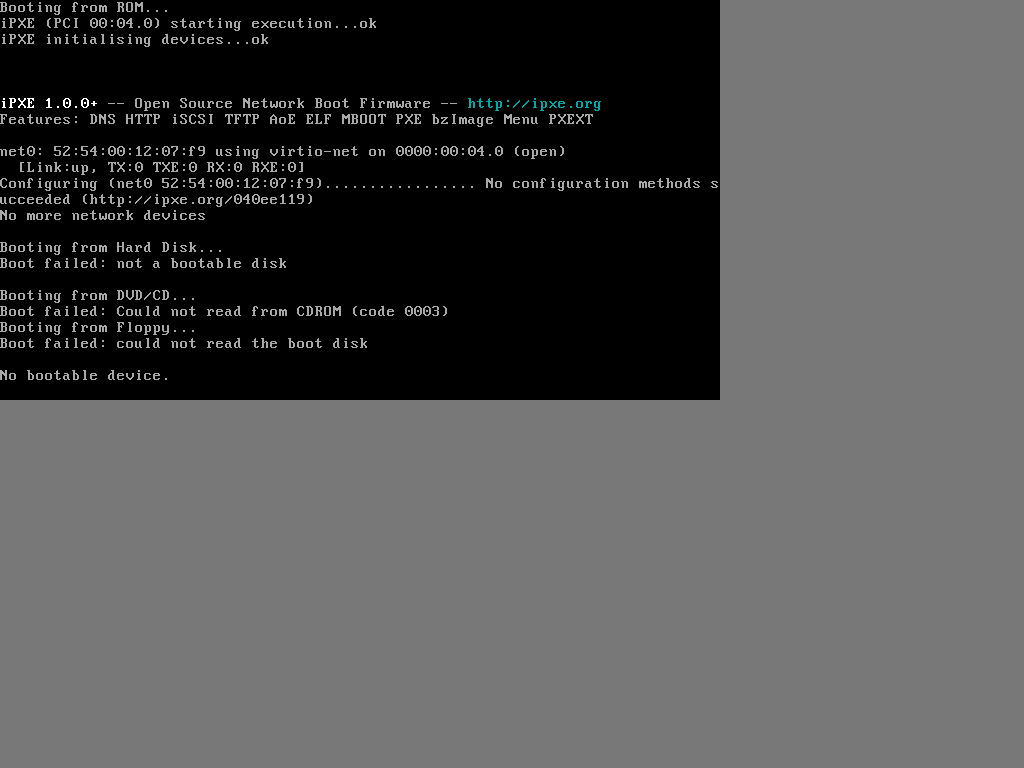 Booting from ROM...
iPXE (PCI 00:04.0) starting execution...ok
iPXE initialising devices...ok
iPXE 1.0.0+ -- Open Source Network Boot Firmware -- http://ipxe.org
Features: DNS HTTP iSCSI TFTP AoE ELF MBOOT PXE bzImage Menu PXEXT
net0: 52:54:00:12:07:f9 using virtio-net on 0000:00:04.0 (open)
[Link:up, TX:0 TXE:0 RX:0 RXE:0]
Configuring (net0 52:54:00:12:07:f9)................. No configuration methods s
ucceeded (http://ipxe.org/040ee119)
No more network devices
Booting from Hard Disk...
Boot failed: not a bootable disk
Booting from DVD/CD...
Boot failed: Could not read from CDROM (code 0003)
Booting from Floppy...
Boot failed: could not read the boot disk
No bootable device.